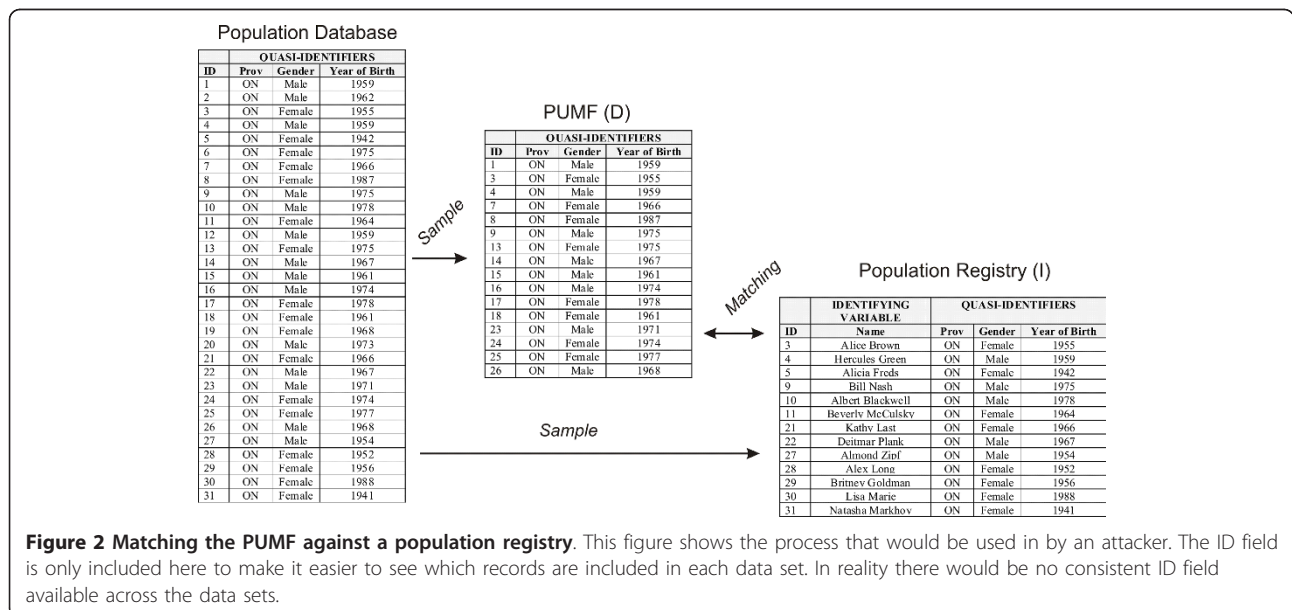 Population Database
QUASI-IDENTIFIERS
ID Prov Gender Year of Birth
1 ON Male 1959
2 ON Male 1962
3 ON Female 1955
4 ON Male 1959
5 ON Female 1942
6 ON Female 1975
7 ON Female 1966
8 ON Female 1987
9 ON Male 1975
10 ON Male 1978
11 ON Female 1964
12 ON Male 1959
13 ON Female 1975
14 ON Male 1967
15 ON Male 1961
16 ON Male 1974
17 ON Female 1978
18 ON Female 1961
19 ON Female 1968
20 ON Male 1973
21 ON Female 1966
22 ON Male 1967
23 ON Male 1971
24 ON Female 1974
25 ON Female 1977
26 ON Male 1968
27 ON Male 1954
28 ON Female 1952
29 ON Female 1956
30 ON Female 1988
31 ON Female 1941
Sample
PUMF (D)
QUASI-IDENTIFIERS
ID Prov Gender Year of Birth
1 ON Male 1959
3 ON Female 1955
4 ON Male 1959
7 ON Female 1966
8 ON Female 1987
9 ON Male 1975
13 ON Female 1975
14 ON Male 1967
15 ON Male 1961
16 ON Male 1974
17 ON Female 1978
18 ON Female 1961
23 ON Male 1971
24 ON Female 1974
25 ON Female 1977
26 ON Male 1968
Matching
Sample
Population Registry (I)
IDENTIFYING VARIABLE QUASI-IDENTIFIERS
ID Name Prov Gender Year of Birth
3 Alice Brown ON Female 1955
4 Hercules Green ON Male 1959
5 Alicia Freds ON Female 1942
9 Bill Nash ON Male 1975
10 Albert Blackwell ON Male 1978
11 Beverly McCulsky ON Female 1964
21 Kathy Last ON Female 1966
22 Deitmar Plank ON Male 1967
27 Almond Zipf ON Male 1954
28 Alex Long ON Female 1952
29 Britney Goldman ON Female 1956
30 Lisa Marie ON Female 1988
31 Natasha Markhov ON Female 1941
Figure 2 Matching the PUMF against a population registry. This figure shows the process that would be used in by an attacker. The ID field
is only included here to make it easier to see which records are included in each data set. In reality there would be no consistent ID field
available across the data sets.